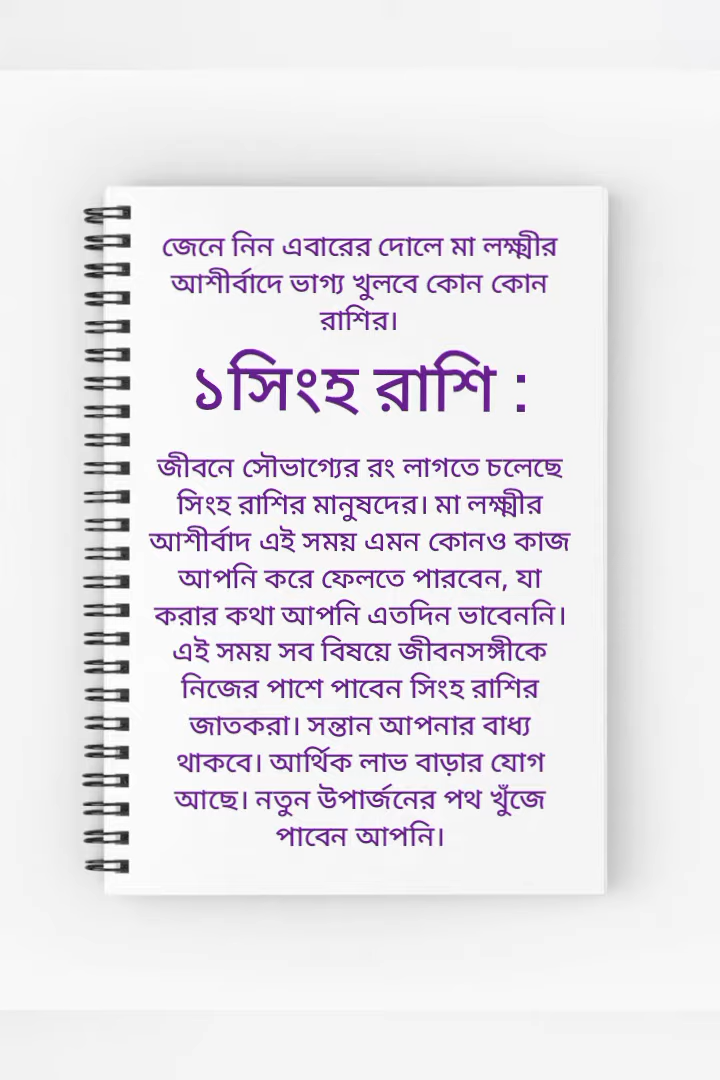 জেনে নিন এবারের দোলে মা লক্ষ্মীর
আশীর্বাদে ভাগ্য খুলবে কোন কোন
রাশির।
১সিংহ রাশি :
জীবনে সৌভাগ্যের রং লাগতে চলেছে
সিংহ রাশির মানুষদের। মা লক্ষ্মীর
আশীর্বাদ এই সময় এমন কোনও কাজ
আপনি করে ফেলতে পারবেন, যা
করার কথা আপনি এতদিন ভাবেননি।
এই সময় সব বিষয়ে জীবনসঙ্গীকে
নিজের পাশে পাবেন সিংহ রাশির
জাতকরা। সন্তান আপনার বাধ্য
থাকবে। আর্থিক লাভ বাড়ার যোগ
আছে। নতুন উপার্জনের পথ খুঁজে
পাবেন আপনি।